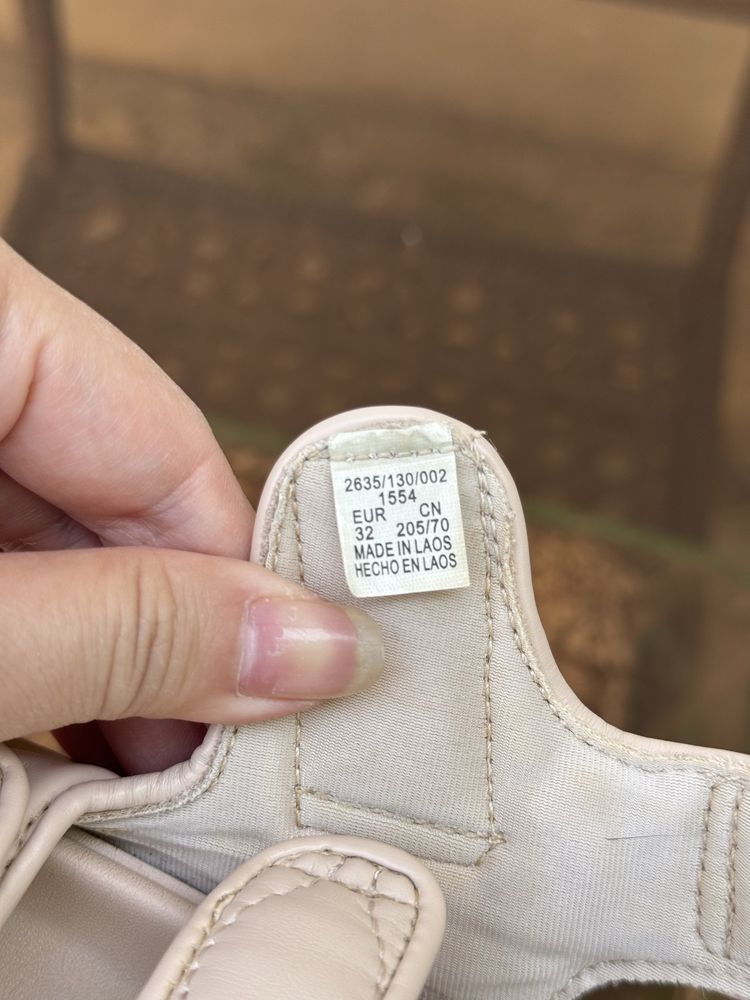 2635/130/002
1554
EUR CN
32 205/70
MADE IN LAOS
HECHO EN LAOS